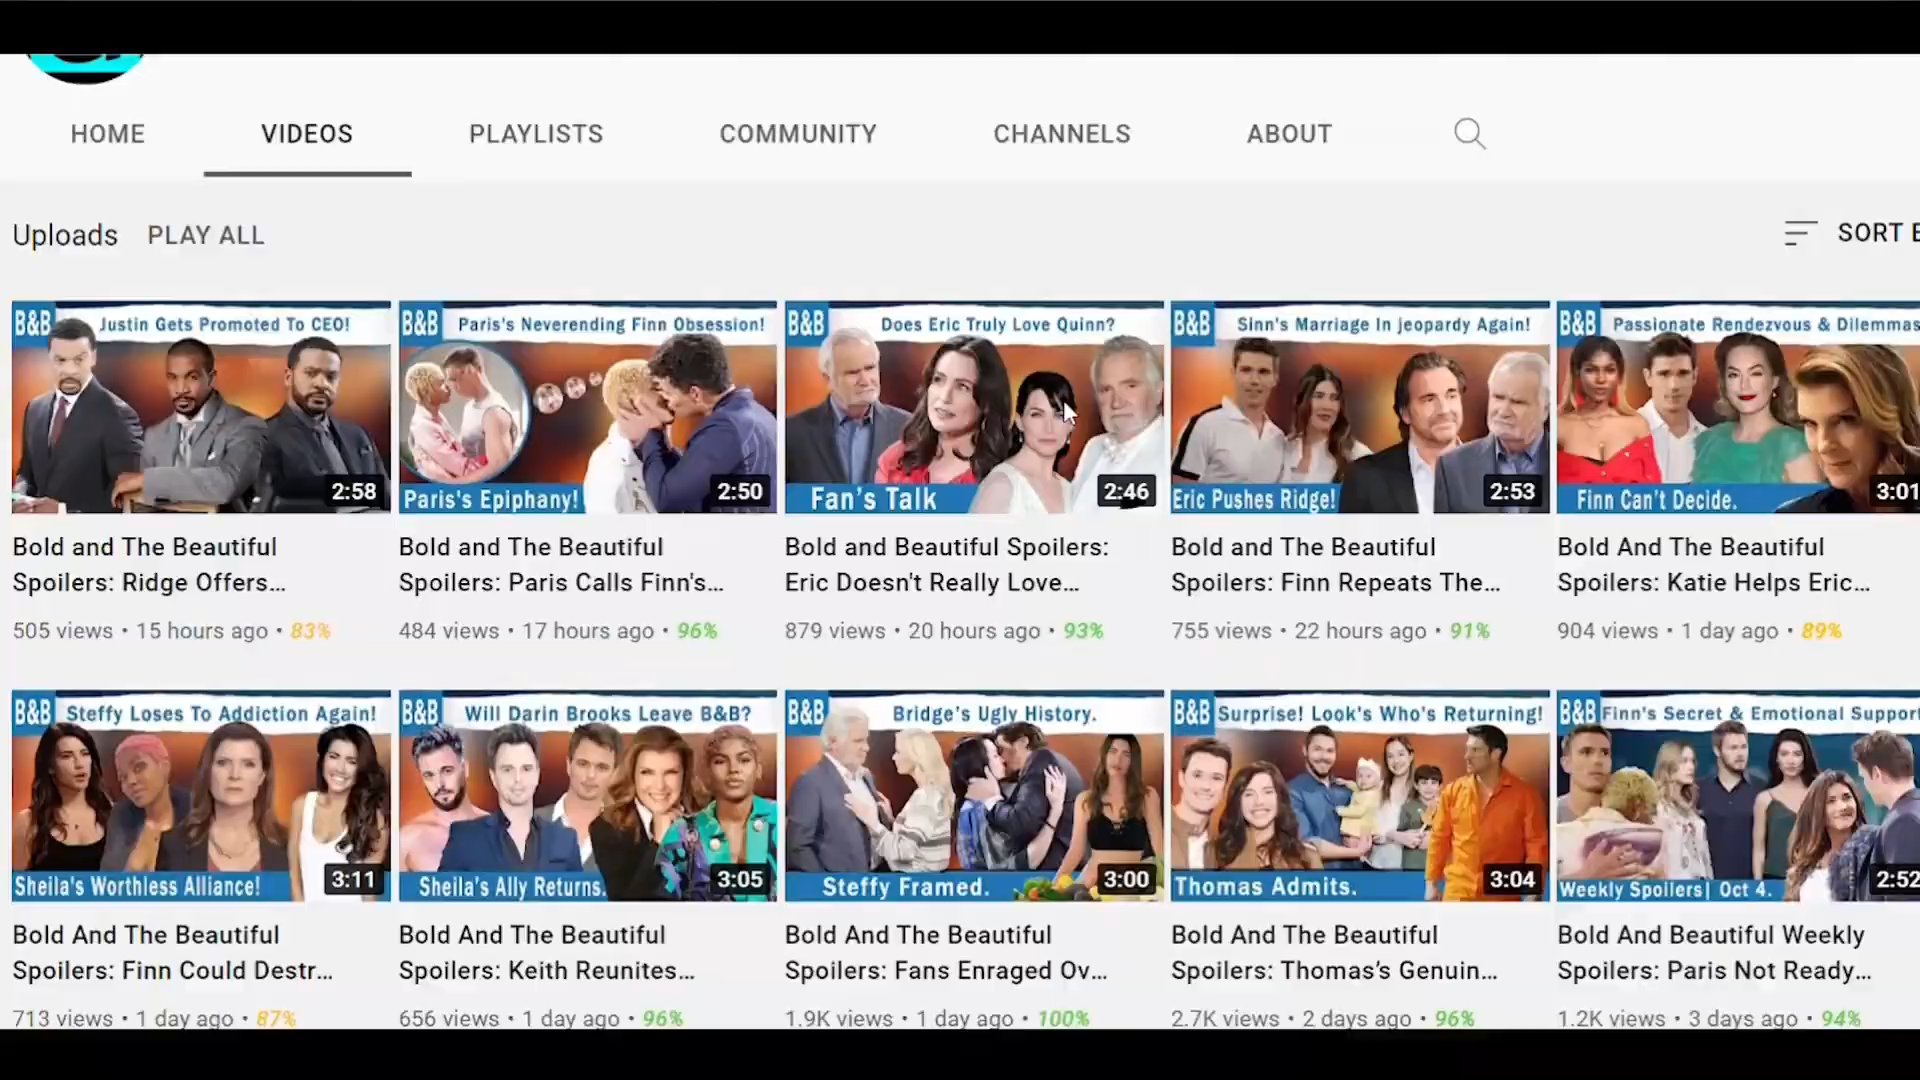 HOME VIDEOS PLAYLISTS COMMUNITY CHANNELS ABOUT
Uploads PLAY ALL
SORT
B&B Justin Gets Promoted To CEO!
2:58
Bold and The Beautiful
Spoilers: Ridge Offers...
505 views • 15 hours ago • 83%
B&B Paris's Neverending Finn Obsession!
Paris's Epiphany!
2:50
Bold and The Beautiful
Spoilers: Paris Calls Finn's...
484 views • 17 hours ago • 96%
B&B Does Eric Truly Love Quinn?
Fan's Talk
2:46
Bold and Beautiful Spoilers:
Eric Doesn't Really Love...
879 views • 20 hours ago • 93%
B&B Sinn's Marriage In jeopardy Again!
Eric Pushes Ridge!
2:53
Bold and The Beautiful
Spoilers: Finn Repeats The...
755 views • 22 hours ago • 91%
B&B Passionate Rendezvous & Dilemmas
Finn Can't Decide.
3:01
Bold And The Beautiful
Spoilers: Katie Helps Eric...
904 views • 1 day ago • 89%
B&B Steffy Loses To Addiction Again!
Sheila's Worthless Alliance!
3:11
Bold And The Beautiful
Spoilers: Finn Could Destr...
713 views • 1 day ago • 87%
B&B Will Darin Brooks Leave B&B?
Sheila's Ally Returns.
3:05
Bold And The Beautiful
Spoilers: Keith Reunites...
656 views • 1 day ago • 96%
B&B Bridge's Ugly History.
Steffy Framed.
3:00
Bold And The Beautiful
Spoilers: Fans Enraged Ov...
1.9K views • 1 day ago • 100%
B&B Surprise! Look's Who's Returning!
Thomas Admits.
3:04
Bold And The Beautiful
Spoilers: Thomas's Genuin...
2.7K views • 2 days ago • 96%
B&B Finn's Secret & Emotional Support
Weekly Spoilers| Oct 4.
2:52
Bold And Beautiful Weekly
Spoilers: Paris Not Ready...
1.2K views • 3 days ago • 94%